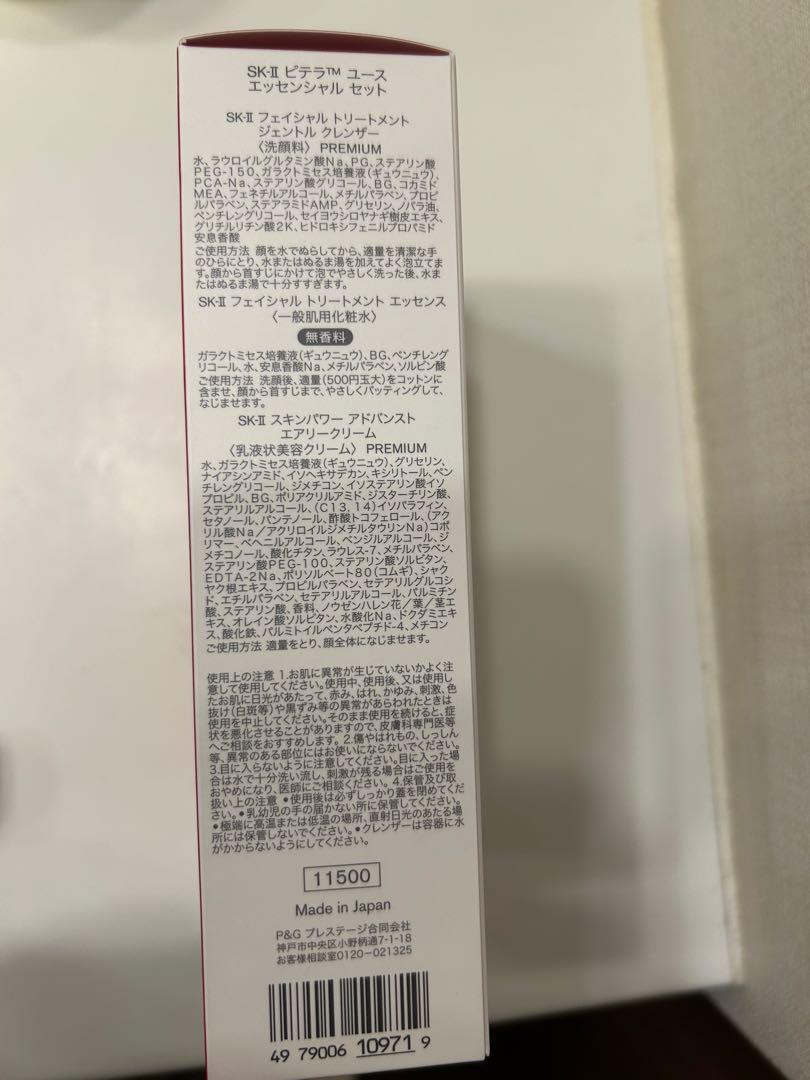 SK-II ピテラ™ ユース
エッセンシャル セット
SK-II フェイシャル トリートメント
ジェントル クレンザー
〈洗顔料〉 PREMIUM
水、ラウロイルグルタミン酸Na、PG、ステアリン酸
PEG-150、ガラクトミセス培養液(ギュウニュウ)、
PCA-Na、ステアリン酸グリコール、BG、コカミド
MEA、フェネチルアルコール、メチルパラベン、プロピ
ルパラベン、ステアラミドAMP、グリセリン、ノバラ油、
ペンチレングリコール、セイヨウシロヤナギ樹皮エキス、
グリチルリチン酸2K、ヒドロキシフェニルプロパミド
安息香酸
ご使用方法 顔を水でぬらしてから、適量を清潔な手
のひらにとり、水またはぬるま湯を加えてよく泡立てま
す。顔から首すじにかけて泡でやさしく洗った後、水ま
たはぬるま湯で十分すすぎます。
SK-II フェイシャル トリートメント エッセンス
〈一般肌用化粧水〉
無香料
ガラクトミセス培養液(ギュウニュウ)、BG、ペンチレング
リコール、水、安息香酸Na、メチルパラベン、ソルビン酸
ご使用方法 洗顔後、適量(500円玉大)をコットンに
含ませ、顔から首すじまで、やさしくパッティングして、
なじませます。
SK-II スキンパワー アドバンスト
エアリークリーム
〈乳液状美容クリーム〉 PREMIUM
水、ガラクトミセス培養液(ギュウニュウ)、グリセリン、
ナイアシンアミド、イソヘキサデカン、キシリトール、ペン
チレングリコール、ジメチコン、イソステアリン酸イソ
プロピル、BG、ポリアクリルアミド、ジスターチリン酸、
ステアリルアルコール、(C13,14)イソパラフィン、
セタノール、パンテノール、酢酸トコフェロール、(アク
リル酸Na/アクリロイルジメチルタウリンNa)コポ
リマー、ベヘニルアルコール、ベンジルアルコール、ジ
メチコノール、酸化チタン、ラウレス-7、メチルパラベン、
ステアリン酸PEG-100、ステアリン酸ソルビタン、
EDTA-2Na、ポリソルベート80(コムギ)、シャク
ヤク根エキス、プロピルパラベン、セテアリルグルコシ
ド、エチルパラベン、セテアリルアルコール、パルミチン
酸、ステアリン酸、香料、ノウゼンハレン花/葉/茎エ
キス、オレイン酸ソルビタン、水酸化Na、ドクダミエキ
ス、酸化鉄、パルミトイルペンタペプチド-4、メチコン
ご使用方法 適量をとり、顔全体になじませます。
使用上の注意 1.お肌に異常が生じていないかよく注
意して使用してください。使用中、使用後、又は使用し
たお肌に日光があたって、赤み、はれ、かゆみ、刺激、色
抜け(白斑等)や黒ずみ等の異常があらわれたときは
使用を中止してください。そのまま使用を続けると、症
状を悪化させることがありますので、皮膚科専門医等
へご相談をおすすめします。2.傷やはれもの、しっしん
等、異常のある部位にはお使いにならないでください。
3.目に入らないように注意してください。目に入った場
合は水で十分洗い流し、刺激が残る場合はご使用を
おやめになり、医師にご相談ください。4.保管及び取
扱い上の注意 •使用後は必ずしっかり蓋を閉めてくだ
さい。•乳幼児の手の届かない所に保管してください。
•極端に高温または低温の場所、直射日光のあたる場
所には保管しないでください。•クレンザーは容器に水
がかからないようにしてください。
11500
Made in Japan
P&G プレステージ合同会社
神戸市中央区小野柄通7-1-18
お客様相談室0120-021325
49 79006 10971 9